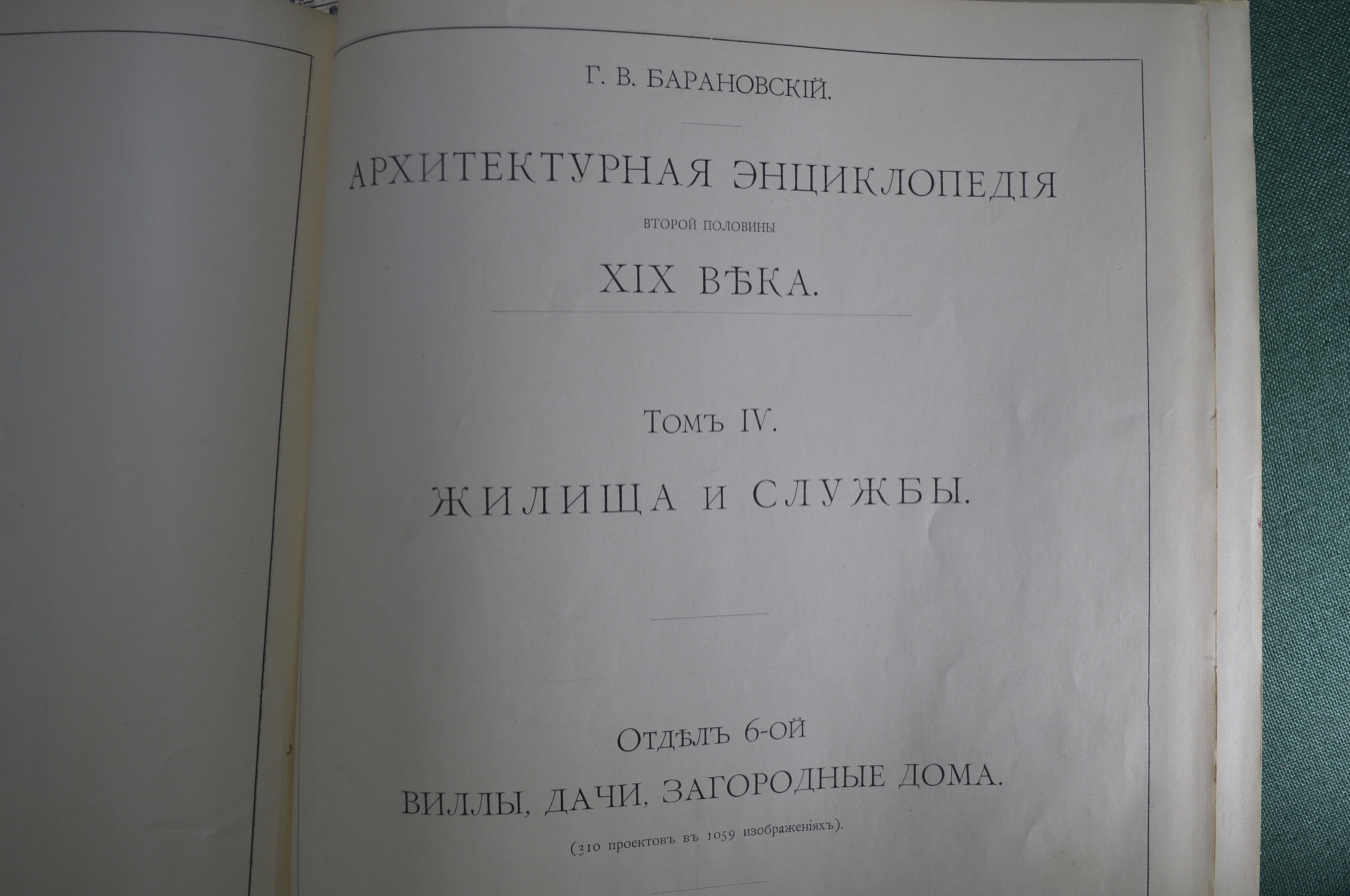 Г. В. БАРАНОВСКІЙ.
АРХИТЕКТУРНАЯ ЭНЦИКЛОПЕДІЯ
ВТОРОЙ ПОЛОВИНЫ
XIX ВѢКА.
Томъ IV.
ЖИЛИЩА И СЛУЖБЫ.
Отдѣлъ 6-ой
ВИЛЛЫ, ДАЧИ, ЗАГОРОДНЫЕ ДОМА.
(310 проектовъ въ 1059 изображеніяхъ).